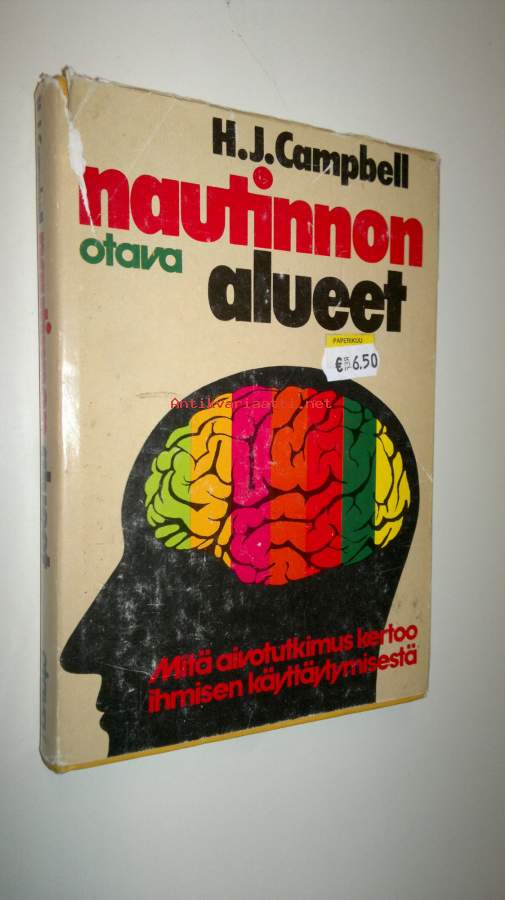 H.J.Campbell
nautinnon
otava
alueet
PAPERIKUU
€6.50
Antikvariaatti.net
Mitä aivotutkimus kertoo
ihmisen käyttäytymisestä